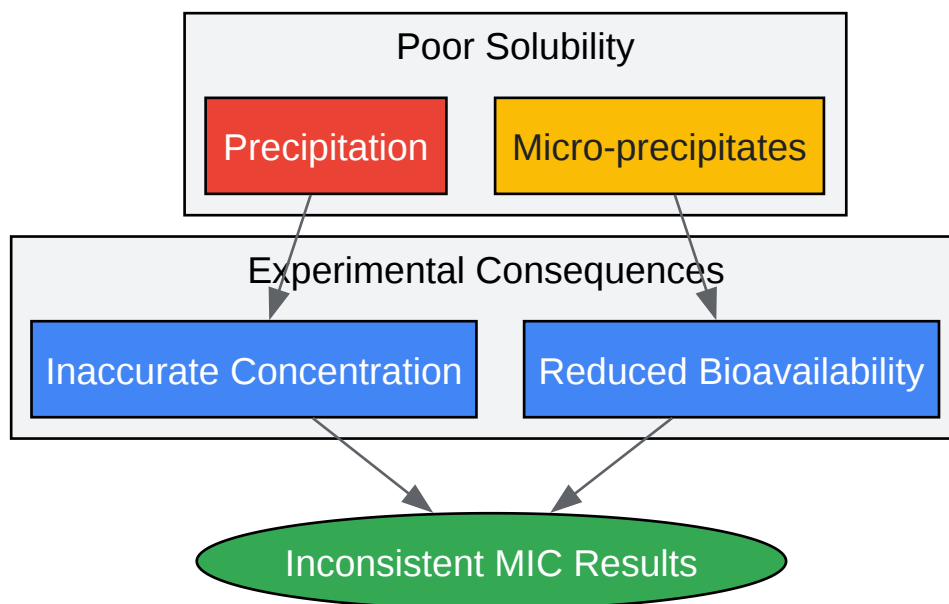 Poor Solubility
Precipitation
Micro-precipitates
Experimental Consequences
Inaccurate Concentration
Reduced Bioavailability
Inconsistent MIC Results